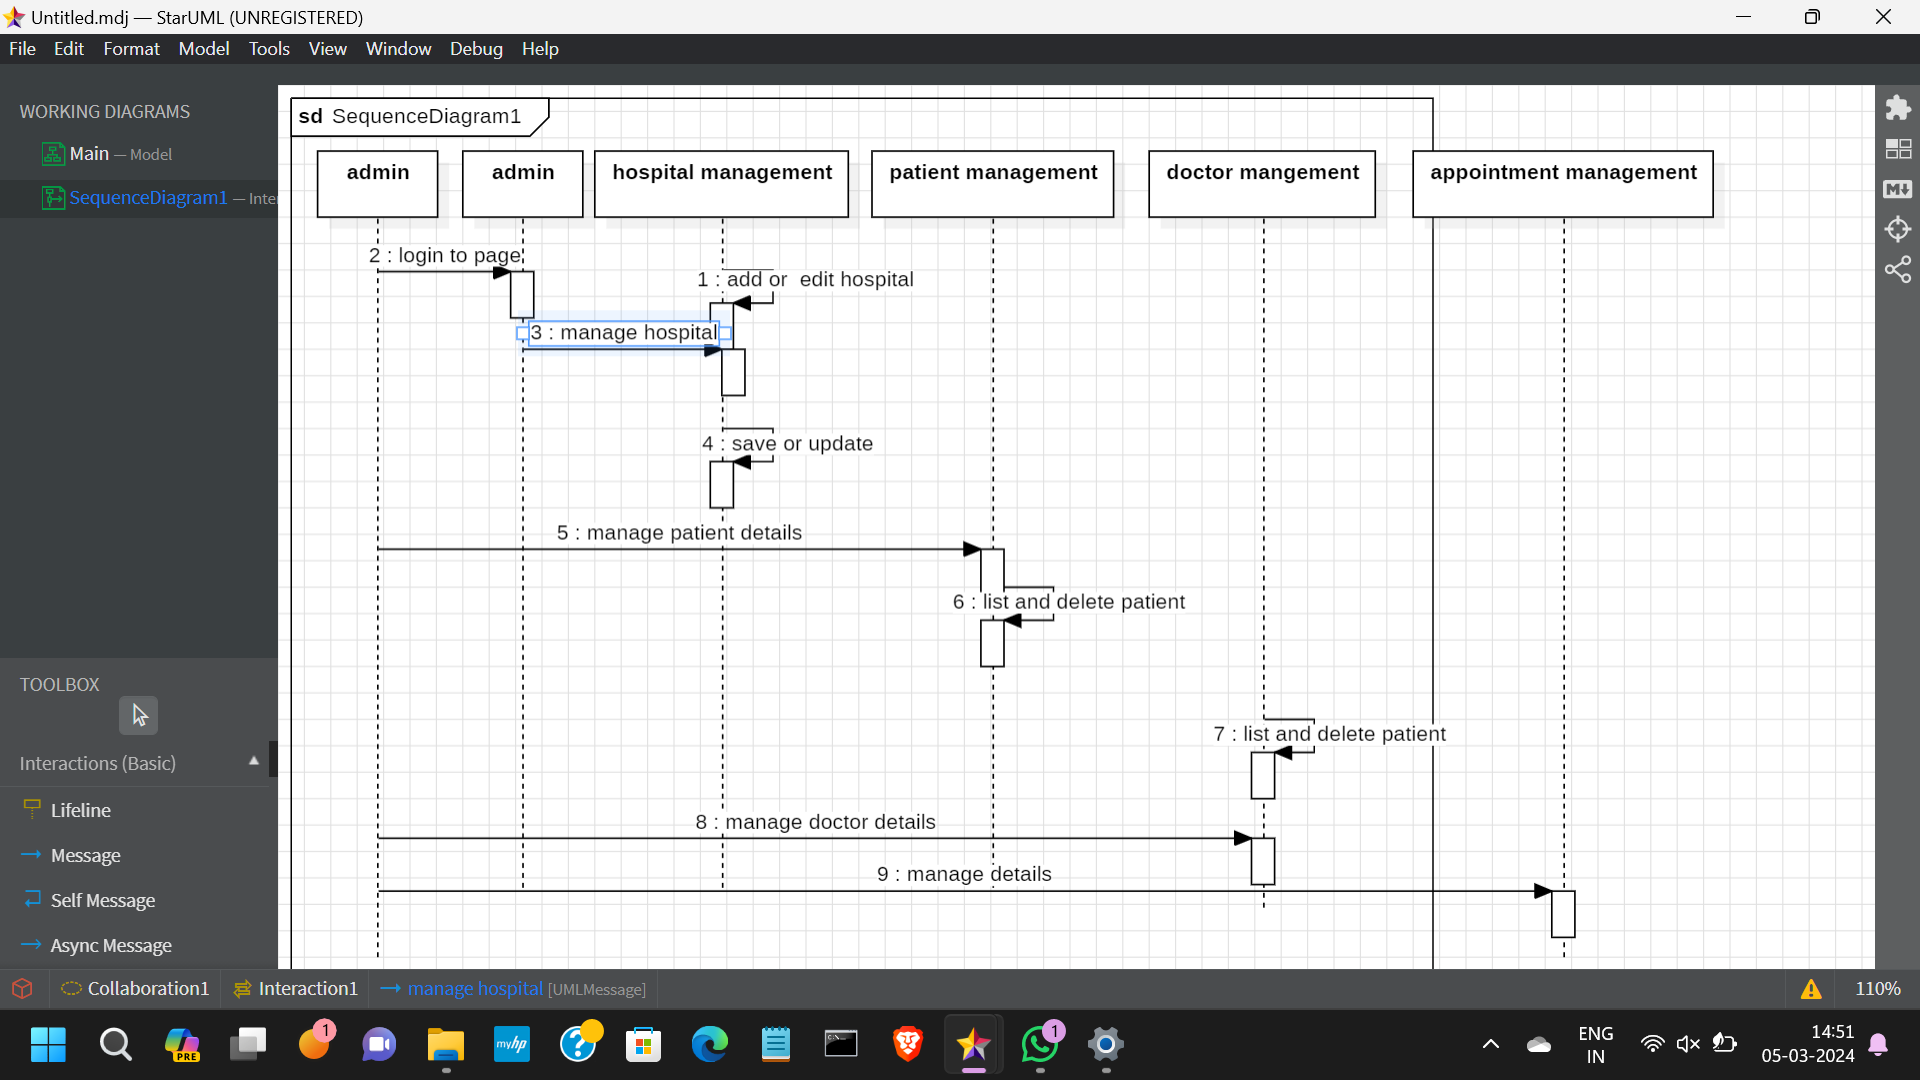 Untitled.mdj — StarUML (UNREGISTERED)
File Edit Format Model Tools View Window Debug Help
WORKING DIAGRAMS
Main — Model
SequenceDiagram1 — Inte
sd SequenceDiagram1
admin
admin
hospital management
patient management
doctor mangement
appointment management
2 : login to page
1 : add or edit hospital
3 : manage hospital
4 : save or update
5 : manage patient details
6 : list and delete patient
7 : list and delete patient
8 : manage doctor details
9 : manage details
TOOLBOX
Interactions (Basic)
Lifeline
Message
Self Message
Async Message
Collaboration1
Interaction1
manage hospital [UMLMessage]
110%
PRE
1
myhp
1
ENG
IN
14:51
05-03-2024